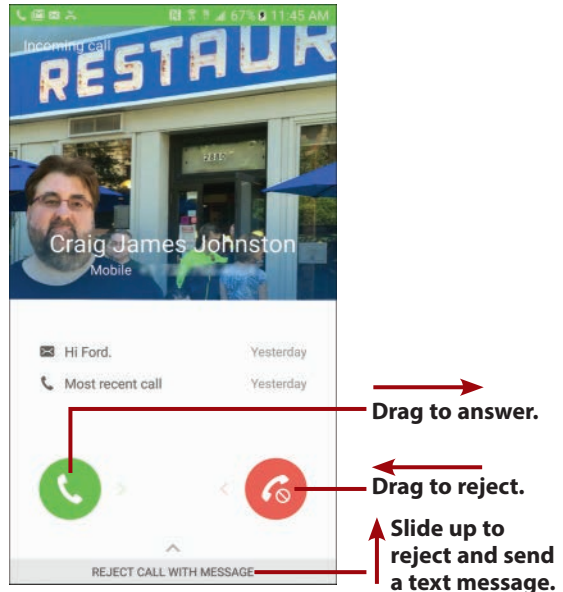 67% 11:45 AM
Incoming call
RESTAUR
Craig James Johnston
Mobile
Hi Ford. Yesterday
Most recent call Yesterday
Drag to answer.
Drag to reject.
Slide up to
reject and send
a text message.
REJECT CALL WITH MESSAGE